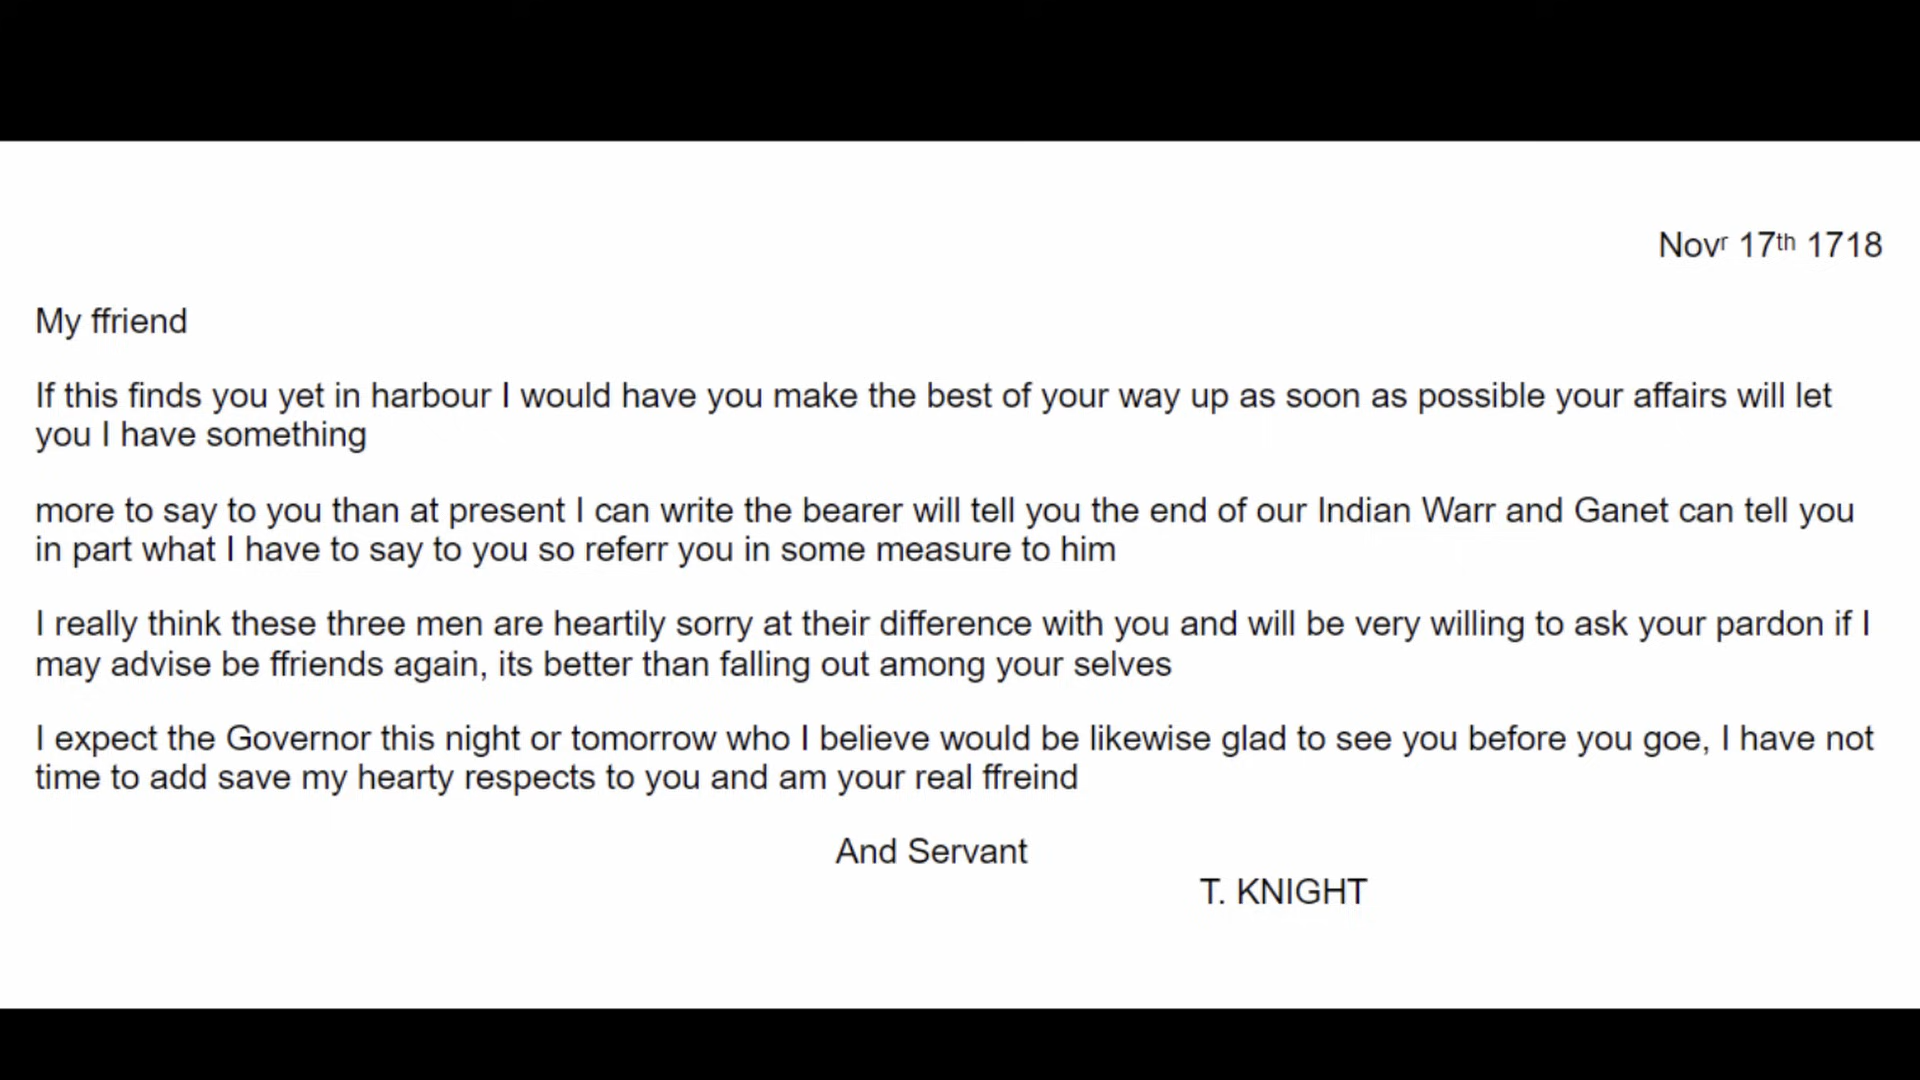 Novr 17th 1718
My ffriend
If this finds you yet in harbour I would have you make the best of your way up as soon as possible your affairs will let
you I have something
more to say to you than at present I can write the bearer will tell you the end of our Indian Warr and Ganet can tell you
in part what I have to say to you so referr you in some measure to him
I really think these three men are heartily sorry at their difference with you and will be very willing to ask your pardon if I
may advise be ffriends again, its better than falling out among your selves
I expect the Governor this night or tomorrow who I believe would be likewise glad to see you before you goe, I have not
time to add save my hearty respects to you and am your real ffreind
And Servant
T. KNIGHT